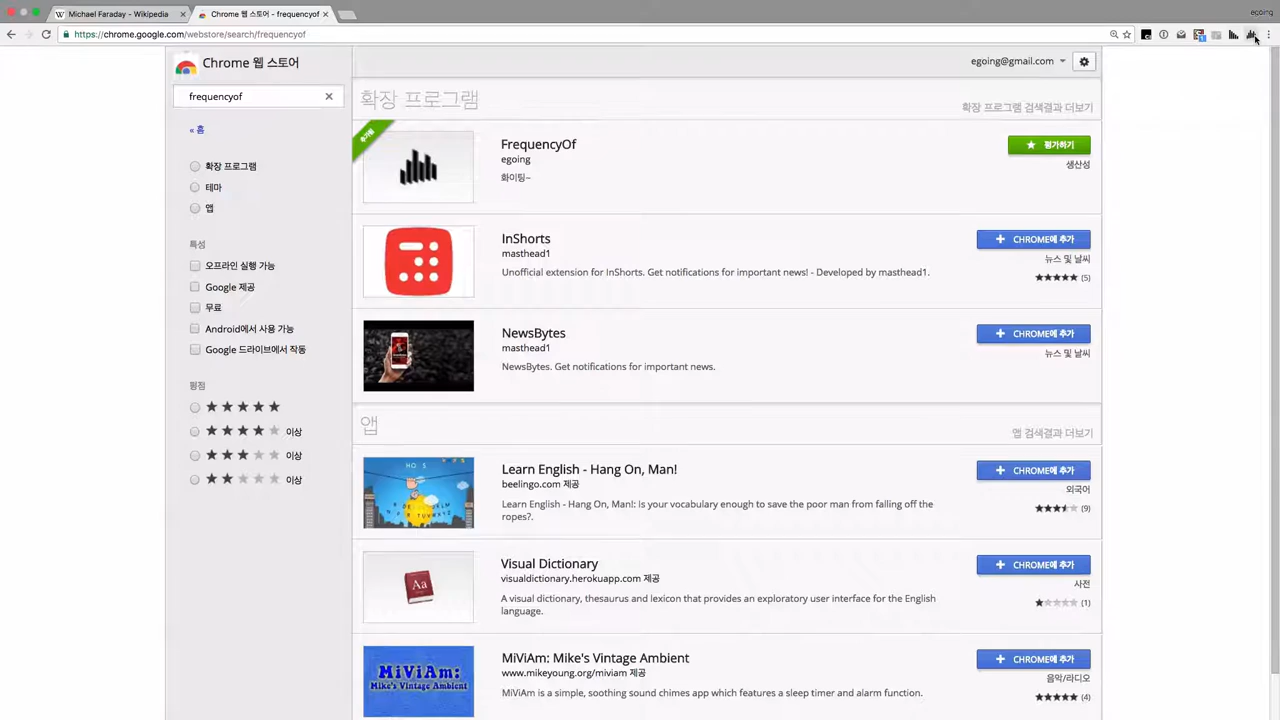 Michael Faraday - Wikipedia
Chrome 웹 스토어 - frequencyof
egoing
https://chrome.google.com/webstore/search/frequencyof
Chrome 웹 스토어
egoing@gmail.com
frequencyof
« 홈
확장 프로그램
테마
앱
특성
오프라인 실행 가능
Google 제공
무료
Android에서 사용 가능
Google 드라이브에서 작동
평점
이상
이상
이상
확장 프로그램
확장 프로그램 검색결과 더보기
추가됨
FrequencyOf
egoing
화이팅~
평가하기
생산성
InShorts
masthead1
Unofficial extension for InShorts. Get notifications for important news! - Developed by masthead1.
CHROME에 추가
뉴스 및 날씨
(5)
NewsBytes
masthead1
NewsBytes. Get notifications for important news.
CHROME에 추가
뉴스 및 날씨
앱
앱 검색결과 더보기
Learn English - Hang On, Man!
beelingo.com 제공
Learn English - Hang On, Man!: Is your vocabulary enough to save the poor man from falling off the
ropes?.
CHROME에 추가
외국어
(9)
Aa
Visual Dictionary
visualdictionary.herokuapp.com 제공
A visual dictionary, thesaurus and lexicon that provides an exploratory user interface for the English
language.
CHROME에 추가
사전
(1)
MiViAm:
Mike's Vintage Ambient
MiViAm: Mike's Vintage Ambient
www.mikeyoung.org/miviam 제공
MiViAm is a simple, soothing sound chimes app which features a sleep timer and alarm function.
CHROME에 추가
음악/라디오
(4)